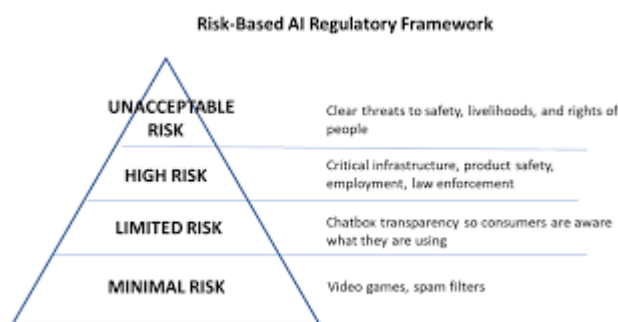 Risk-Based AI Regulatory Framework
UNACCEPTABLE
RISK
Clear threats to safety, livelihoods, and rights of
people
HIGH RISK
Critical infrastructure, product safety,
employment, law enforcement
LIMITED RISK
Chatbox transparency so consumers are aware
what they are using
MINIMAL RISK
Video games, spam filters